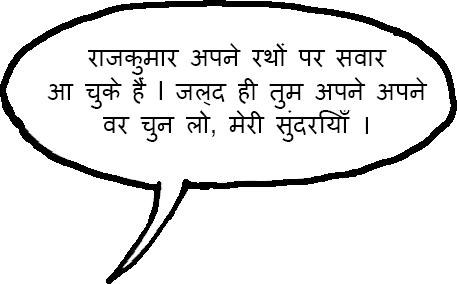 राजकुमार अपने रथों पर सवार
आ चुके हैं । जल्द ही तुम अपने अपने
वर चुन लो, मेरी सुंदरियाँ ।